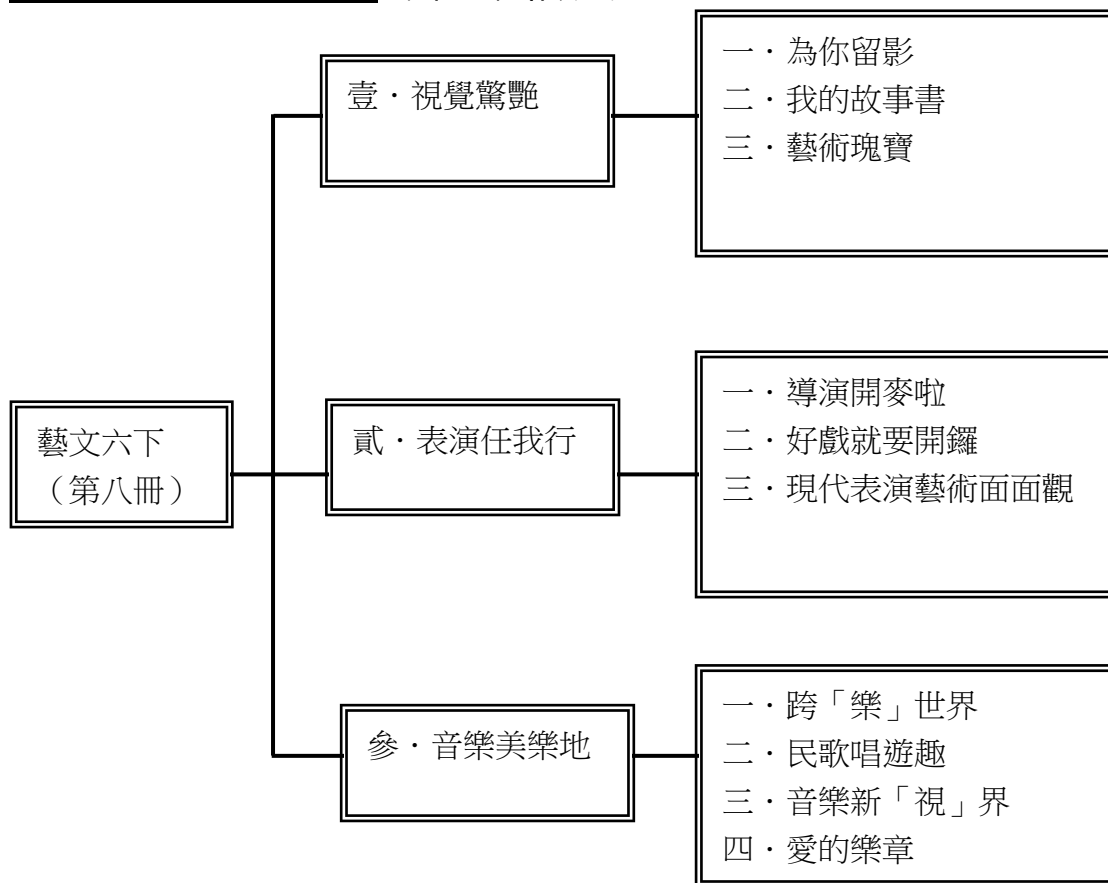 壹．視覺驚艷
一．為你留影
二．我的故事書
三．藝術瑰寶
藝文六下
（第八冊）
貳．表演任我行
一．導演開麥啦
二．好戲就要開鑼
三．現代表演藝術面面觀
參．音樂美樂地
一．跨「樂」世界
二．民歌唱遊趣
三．音樂新「視」界
四．愛的樂章